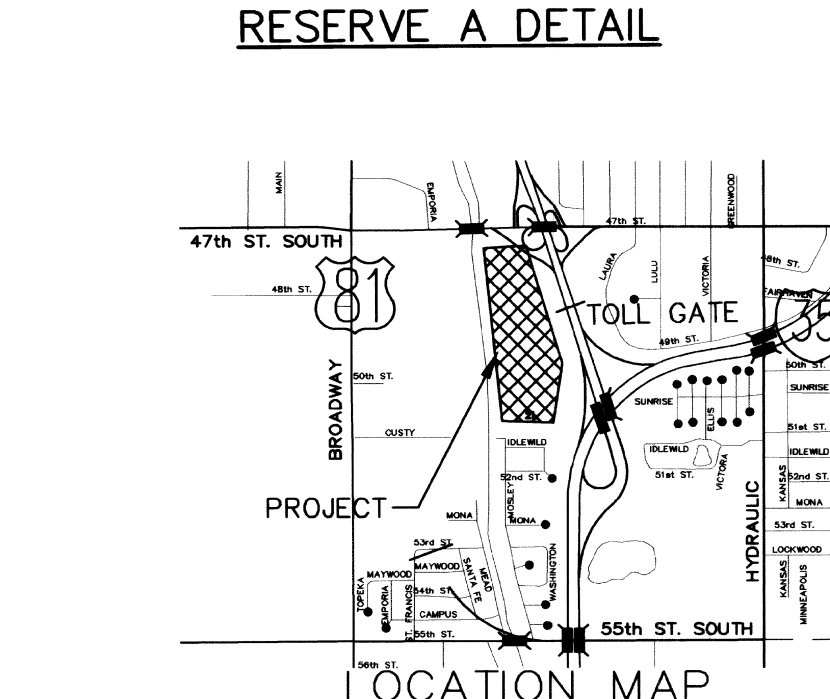 RESERVE A DETAIL
MAIN
EMPORIA
GREENWOOD
47th ST.
47th ST. SOUTH
LAURA
LULU
VICTORIA
48th ST.
FAIRHAVEN
48th ST.
81
35
TOLL GATE
49th ST.
50th ST.
50th ST.
SUNRISE
BROADWAY
SUNRISE
ELLIS
CUSTY
51st ST.
IDLEWILD
IDLEWILD
IDLEWILD
52nd ST.
51st ST.
VICTORA
KANSAS
52nd ST.
PROJECT
MOSLEY
MONA
MONA
MONA
HYDRAULIC
53rd ST.
53rd ST.
LOCKWOOD
MAYWOOD
MAYWOOD
SANTA FE
MEAD
WASHINGTON
KANSAS
MINNEAPOLIS
TOPEKA
EMPORIA
ST. FRANCIS
54th ST.
CAMPUS
55th ST.
55th ST. SOUTH
56th ST.
LOCATION MAP